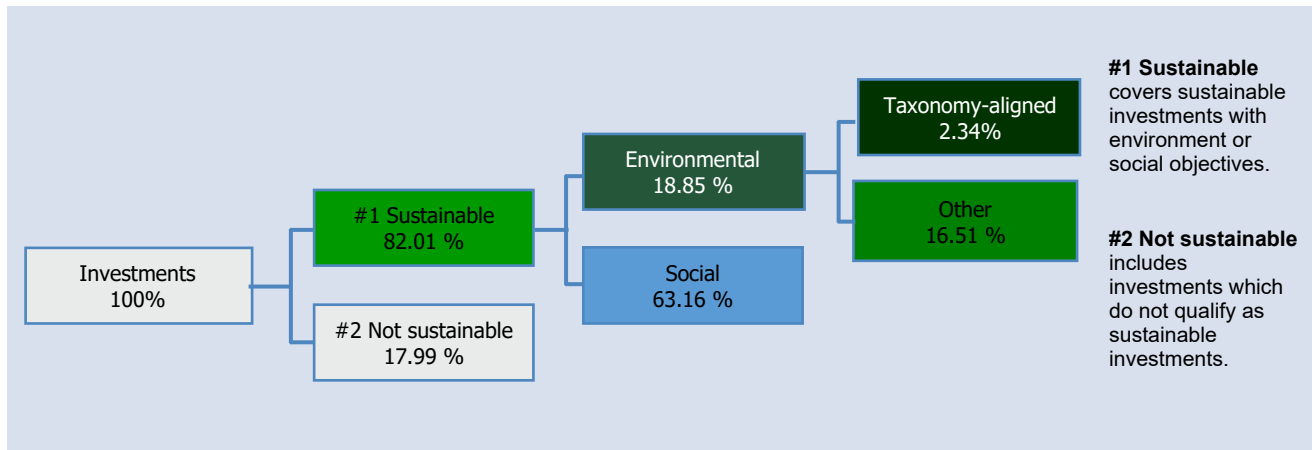 Investments
100%
#1 Sustainable
82.01 %
#2 Not sustainable
17.99 %
Environmental
18.85 %
Social
63.16 %
Taxonomy-aligned
2.34%
Other
16.51 %
#1 Sustainable
covers sustainable
investments with
environment or
social objectives.
#2 Not sustainable
includes
investments which
do not qualify as
sustainable
investments.